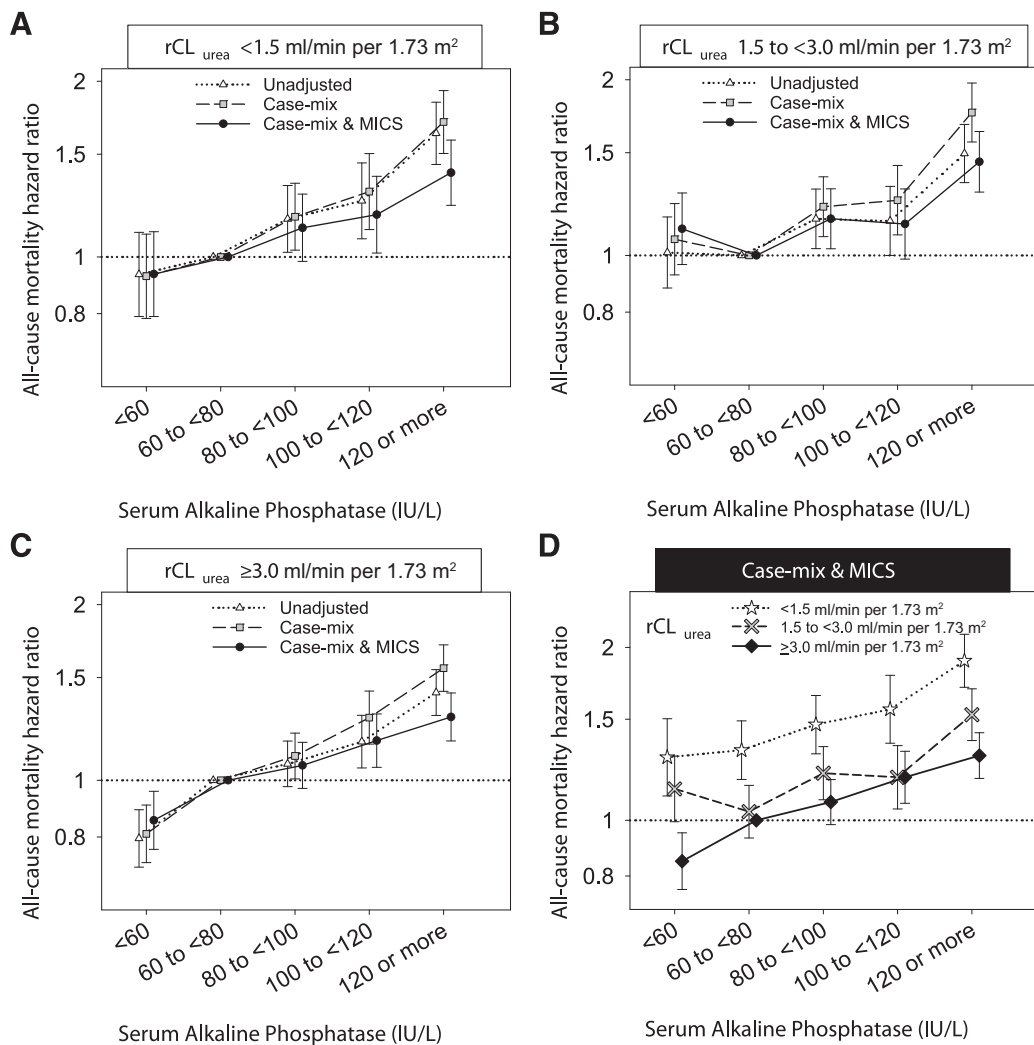 A
rCL urea <1.5 ml/min per 1.73 m²
Unadjusted
Case-mix
Case-mix & MICS
All-cause mortality hazard ratio
2
1.5
1
0.8
<60
60 to <80
80 to <100
100 to <120
120 or more
Serum Alkaline Phosphatase (IU/L)
B
rCL urea 1.5 to <3.0 ml/min per 1.73 m²
Unadjusted
Case-mix
Case-mix & MICS
All-cause mortality hazard ratio
2
1.5
1
0.8
<60
60 to <80
80 to <100
100 to <120
120 or more
Serum Alkaline Phosphatase (IU/L)
C
rCL urea ≥3.0 ml/min per 1.73 m²
Unadjusted
Case-mix
Case-mix & MICS
All-cause mortality hazard ratio
2
1.5
1
0.8
<60
60 to <80
80 to <100
100 to <120
120 or more
Serum Alkaline Phosphatase (IU/L)
D
Case-mix & MICS
rCL urea
<1.5 ml/min per 1.73 m²
1.5 to <3.0 ml/min per 1.73 m²
≥3.0 ml/min per 1.73 m²
All-cause mortality hazard ratio
2
1.5
1
0.8
<60
60 to <80
80 to <100
100 to <120
120 or more
Serum Alkaline Phosphatase (IU/L)